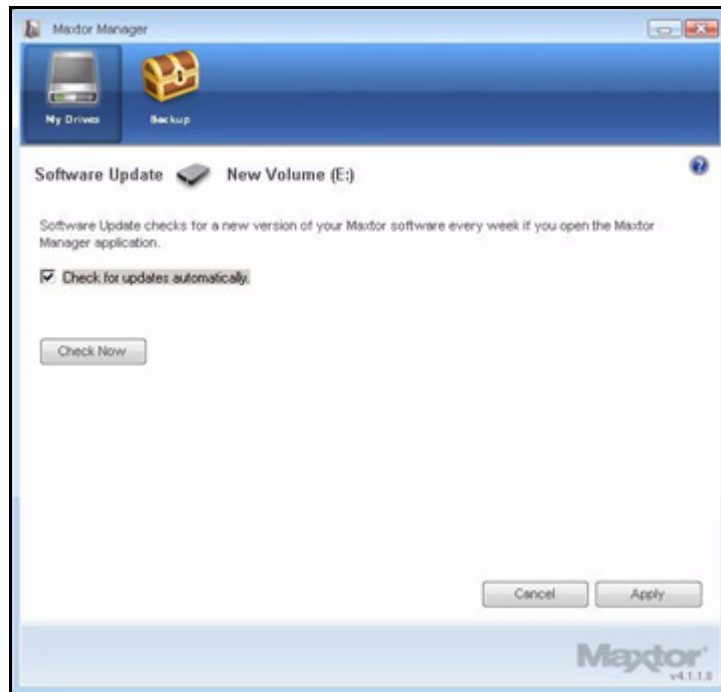 Maxtor Manager
My Drives
Backup
Software Update
New Volume (E:)
Software Update checks for a new version of your Maxtor software every week if you open the Maxtor
Manager application.
Check for updates automatically.
Check Now
Cancel
Apply
Maxtor
v4.1.1.8